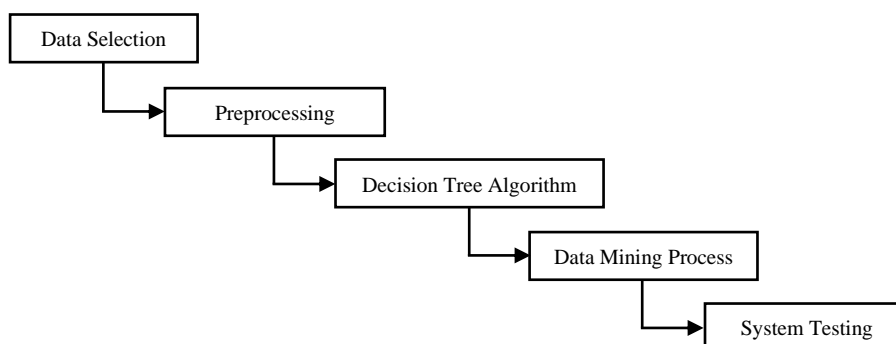 Data Selection
Preprocessing
Decision Tree Algorithm
Data Mining Process
System Testing